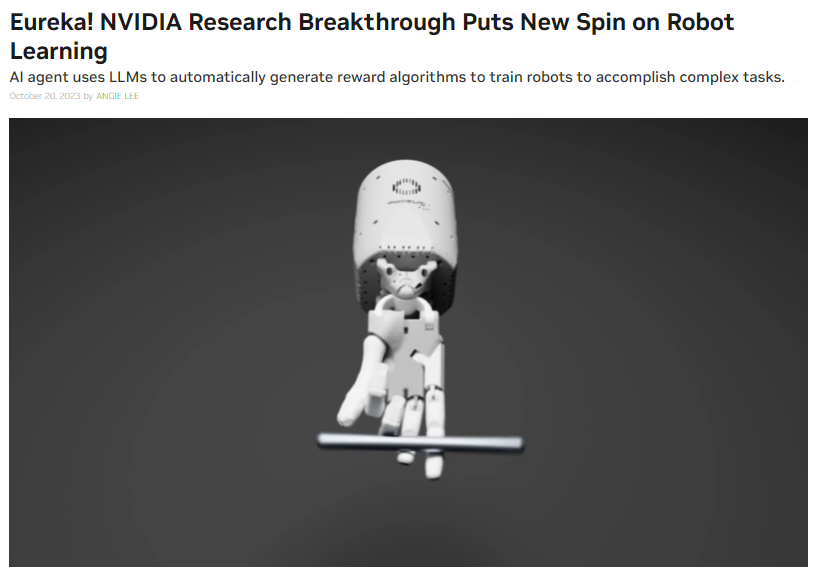 Eureka! NVIDIA Research Breakthrough Puts New Spin on Robot
Learning
AI agent uses LLMs to automatically generate reward algorithms to train robots to accomplish complex tasks.
October 20, 2023 by ANGIE LEE